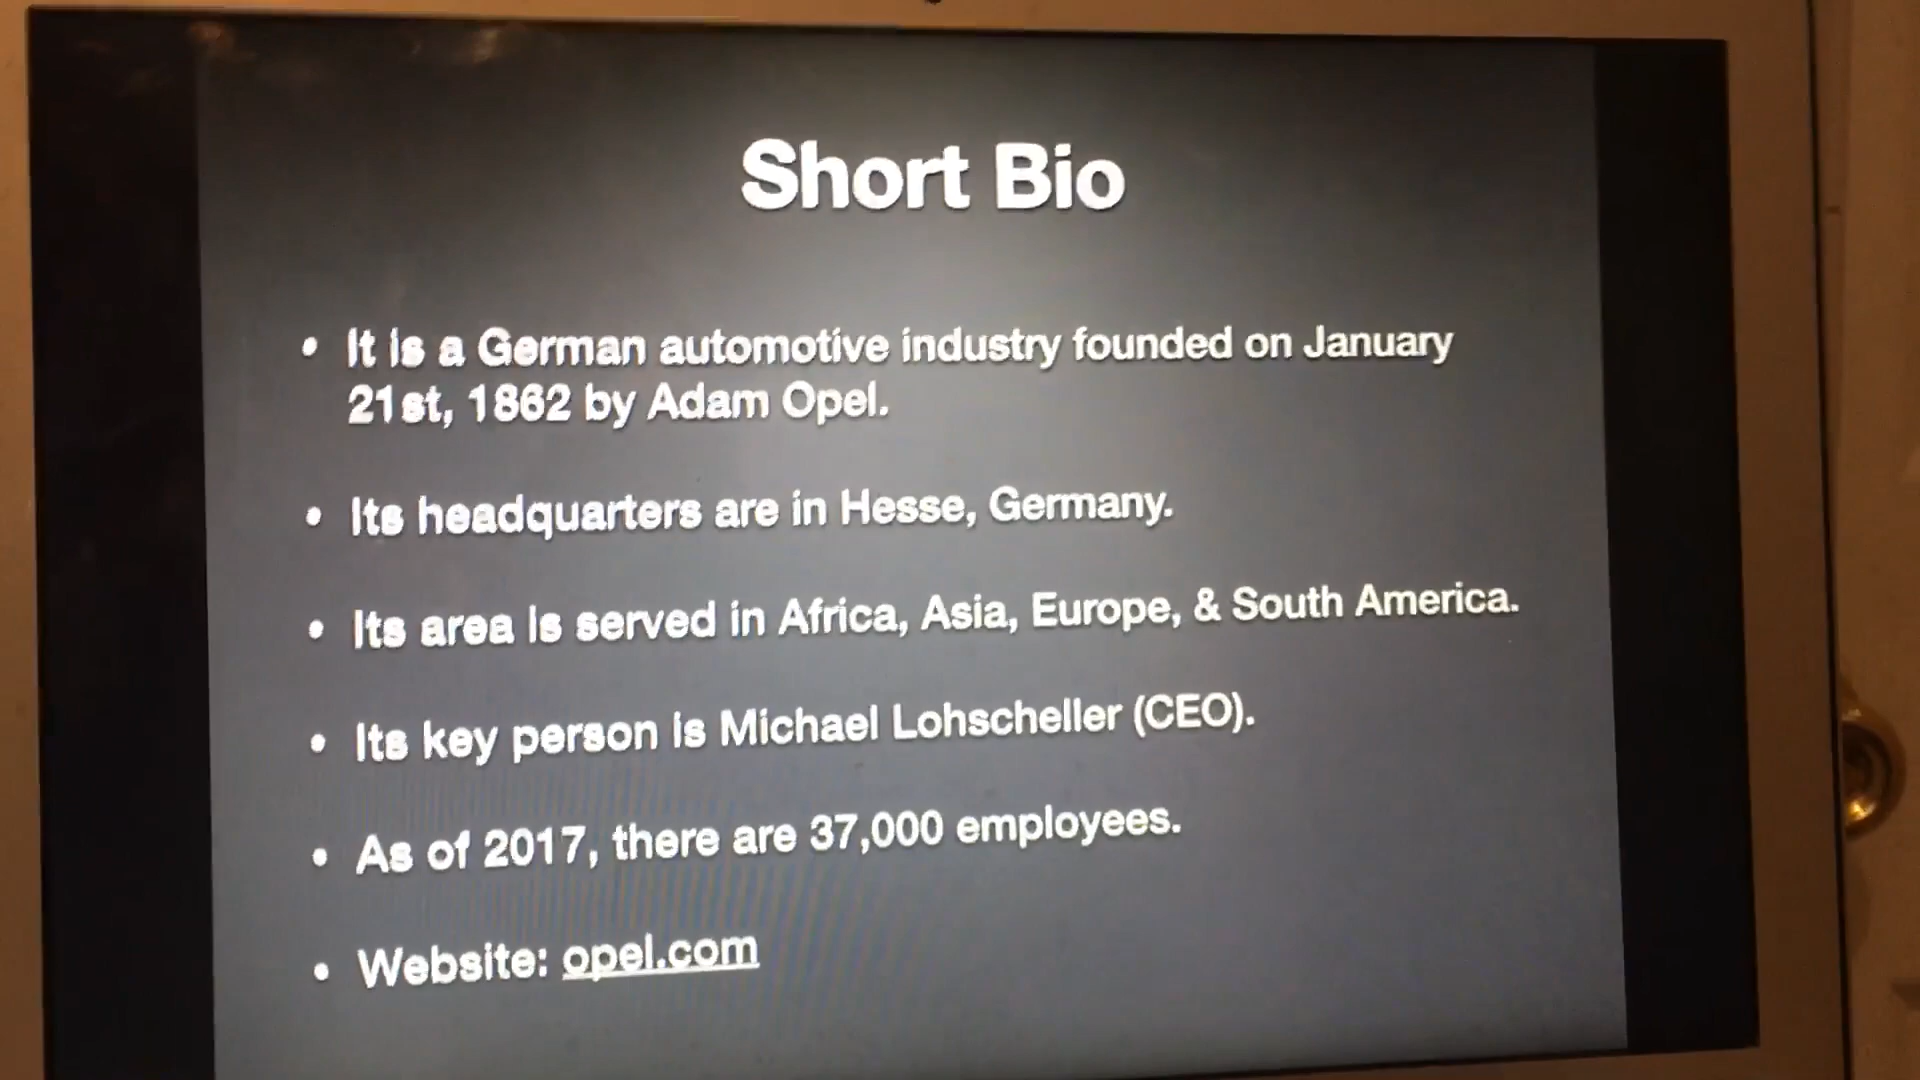 Short Bio
• It is a German automotive industry founded on January
21st, 1862 by Adam Opel.
• Its headquarters are in Hesse, Germany.
• Its area is served in Africa, Asia, Europe, & South America.
• Its key person is Michael Lohscheller (CEO).
• As of 2017, there are 37,000 employees.
• Website: opel.com